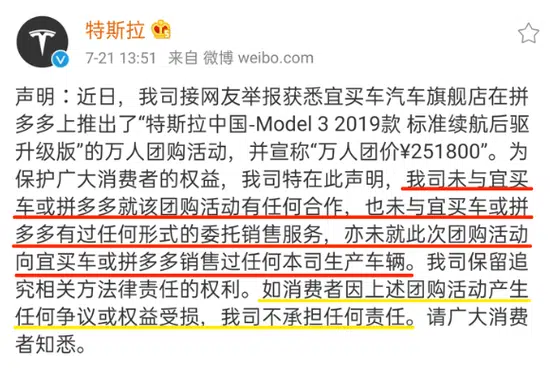 特斯拉
7-21 13:51 来自 微博 weibo.com
声明：近日，我司接网友举报获悉宜买车汽车旗舰店在拼
多多上推出了“特斯拉中国-Model 3 2019款 标准续航后驱
升级版”的万人团购活动，并宣称“万人团价¥251800”。为
保护广大消费者的权益，我司特在此声明，我司未与宜买
车或拼多多就该团购活动有任何合作，也未与宜买车或拼
多多有过任何形式的委托销售服务，亦未就此次团购活动
向宜买车或拼多多销售过任何本司生产车辆。我司保留追
究相关方法律责任的权利。如消费者因上述团购活动产生
任何争议或权益受损，我司不承担任何责任。请广大消费
者知悉。